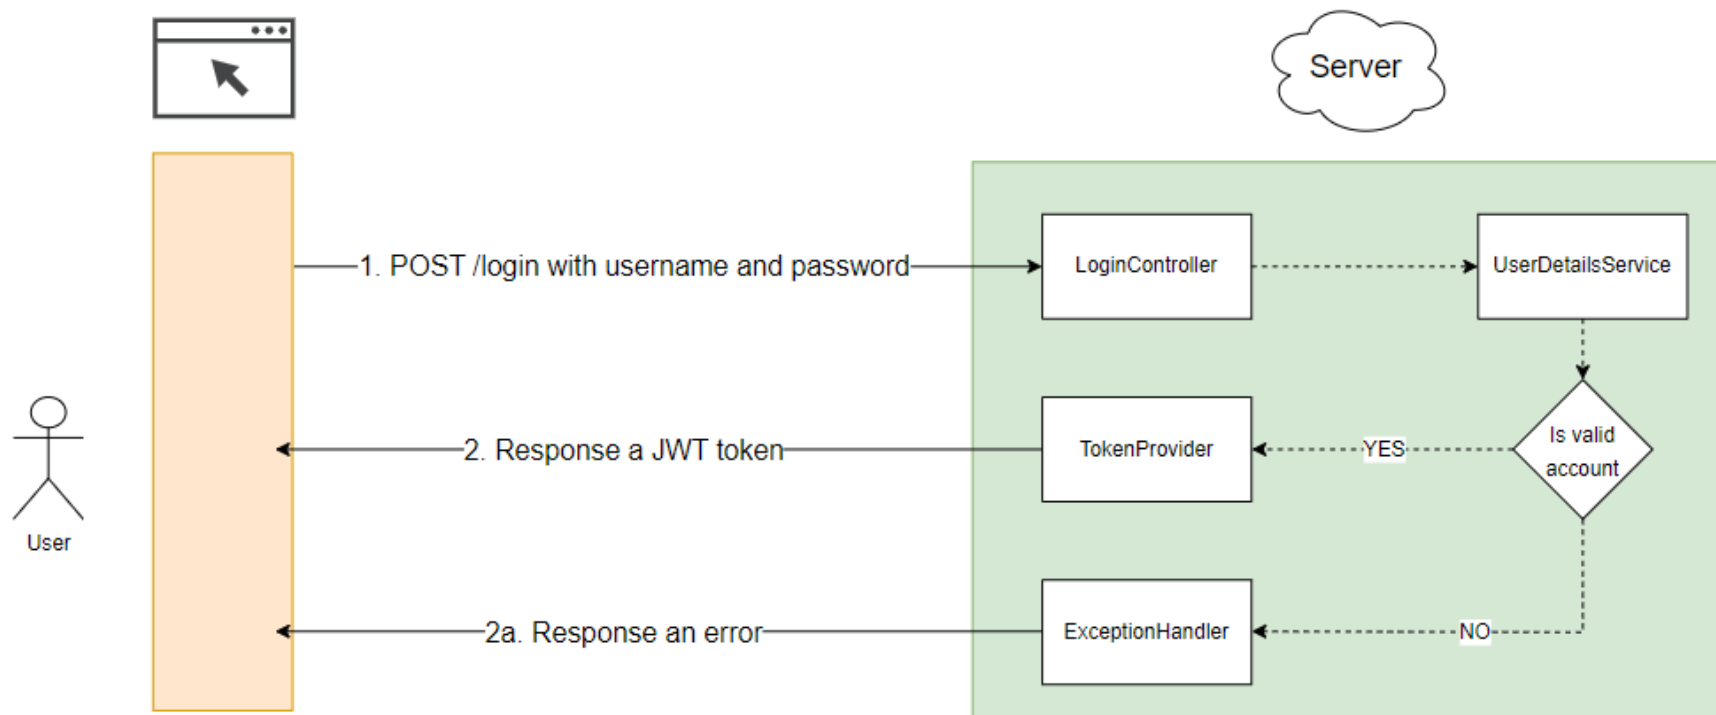 Server
1. POST /login with username and password
LoginController
UserDetailsService
2. Response a JWT token
TokenProvider
YES
Is valid
account
User
2a. Response an error
ExceptionHandler
NO